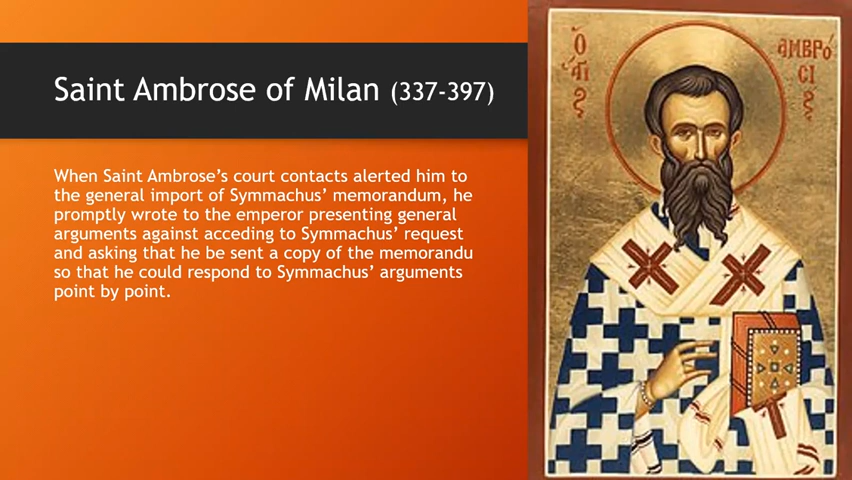 Saint Ambrose of Milan (337-397)
When Saint Ambrose’s court contacts alerted him to
the general import of Symmachus’ memorandum, he
promptly wrote to the emperor presenting general
arguments against acceding to Symmachus’ request
and asking that he be sent a copy of the memorandu
so that he could respond to Symmachus’ arguments
point by point.
ΑΜΒΡΟ
СΙ